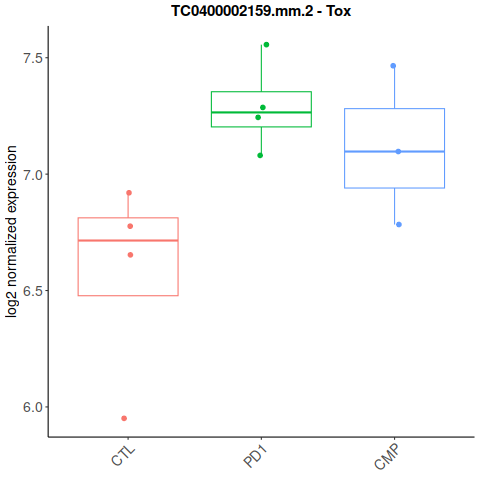 TC0400002159.mm.2 - Tox
log2 normalized expression
7.5
7.0
6.5
6.0
CTL
PD1
CMP